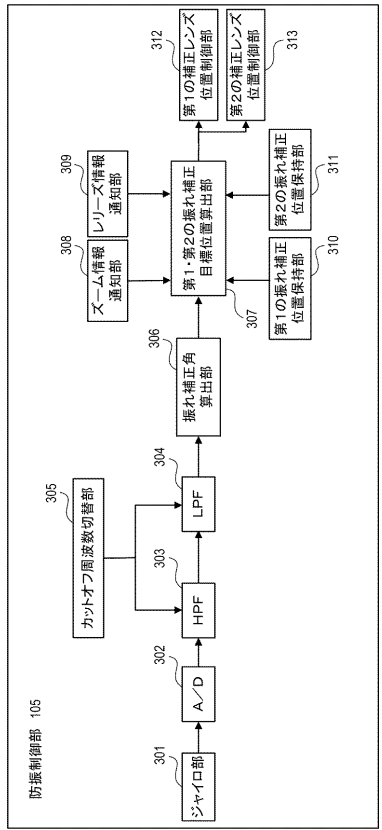 防振制御部 105
301
ジャイロ部
302
A/D
303
HPF
304
LPF
305
カットオフ周波数切替部
306
振れ補正角
算出部
307
第1・第2の振れ補正
目標位置算出部
308
ズーム情報
通知部
309
レリーズ情報
通知部
310
第1の振れ補正
位置保持部
311
第2の振れ補正
位置保持部
312
第1の補正レンズ
位置制御部
313
第2の補正レンズ
位置制御部